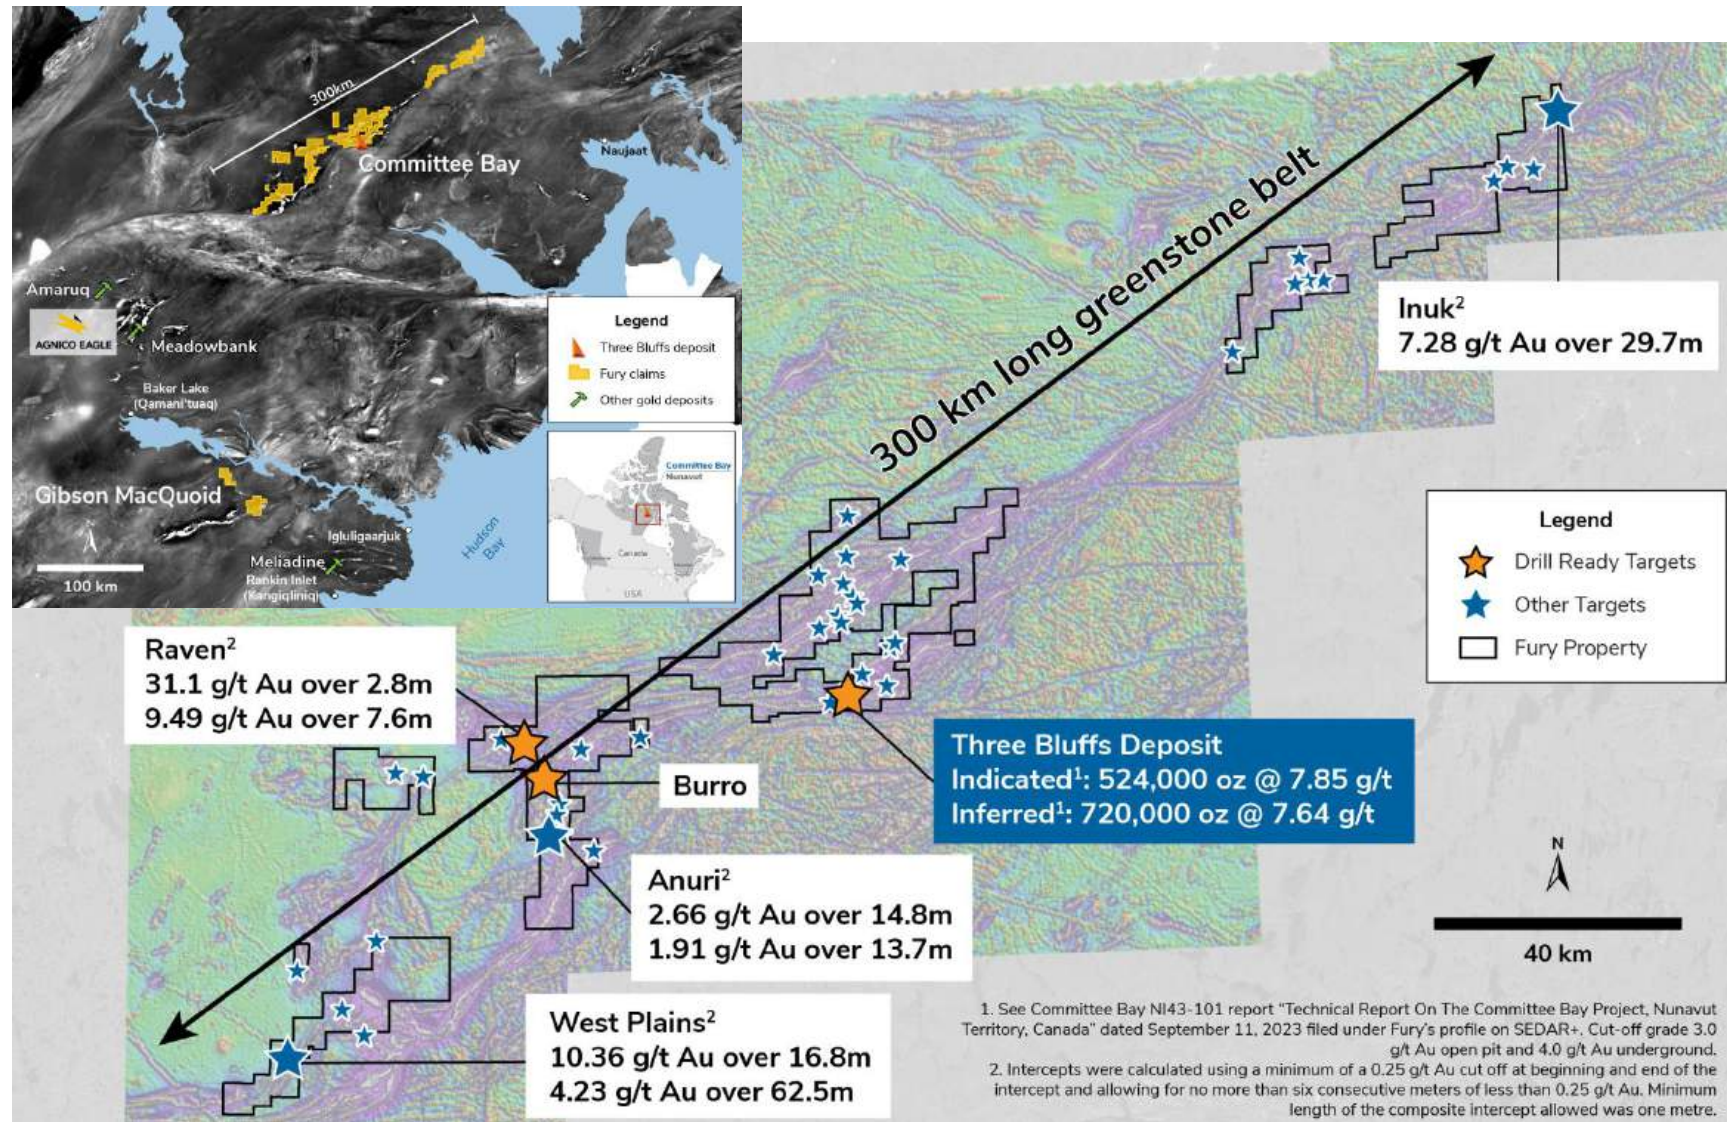 300km
Committee Bay
Naujaat
Amaruq
AGNICO EAGLE
Meadowbank
Baker Lake
(Qamani'tuaq)
Gibson MacQuoid
Igluligaarjuk
Meliadine
Rankin Inlet
(Kangiqliniq)
Hudson
Bay
100 km
Legend
Three Bluffs deposit
Fury claims
Other gold deposits
Committee Bay
Nunavut
Canada
USA
300 km long greenstone belt
Inuk²
7.28 g/t Au over 29.7m
Legend
Drill Ready Targets
Other Targets
Fury Property
Raven²
31.1 g/t Au over 2.8m
9.49 g/t Au over 7.6m
Burro
Three Bluffs Deposit
Indicated¹: 524,000 oz @ 7.85 g/t
Inferred¹: 720,000 oz @ 7.64 g/t
Anuri²
2.66 g/t Au over 14.8m
1.91 g/t Au over 13.7m
West Plains²
10.36 g/t Au over 16.8m
4.23 g/t Au over 62.5m
N
40 km
1. See Committee Bay NI43-101 report “Technical Report On The Committee Bay Project, Nunavut
Territory, Canada” dated September 11, 2023 filed under Fury's profile on SEDAR+. Cut-off grade 3.0
g/t Au open pit and 4.0 g/t Au underground.
2. Intercepts were calculated using a minimum of a 0.25 g/t Au cut off at beginning and end of the
intercept and allowing for no more than six consecutive meters of less than 0.25 g/t Au. Minimum
length of the composite intercept allowed was one metre.